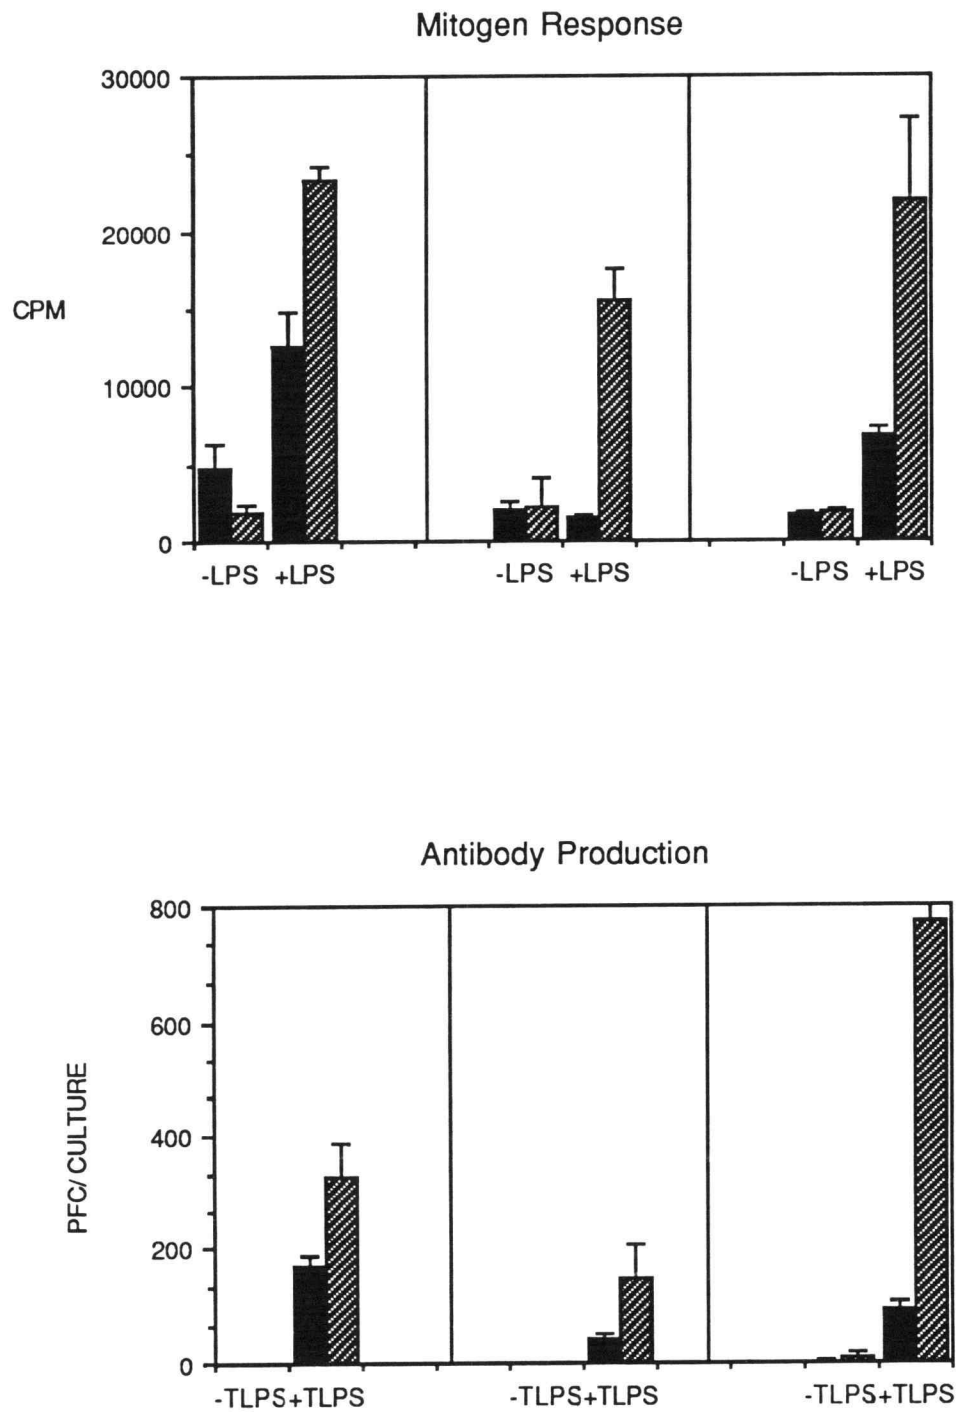 Mitogen Response
30000
20000
CPM
10000
0
-LPS +LPS -LPS +LPS -LPS +LPS
Antibody Production
800
600
400
PFC/ CULTURE
200
0
-TLPS+TLPS -TLPS+TLPS -TLPS+TLPS